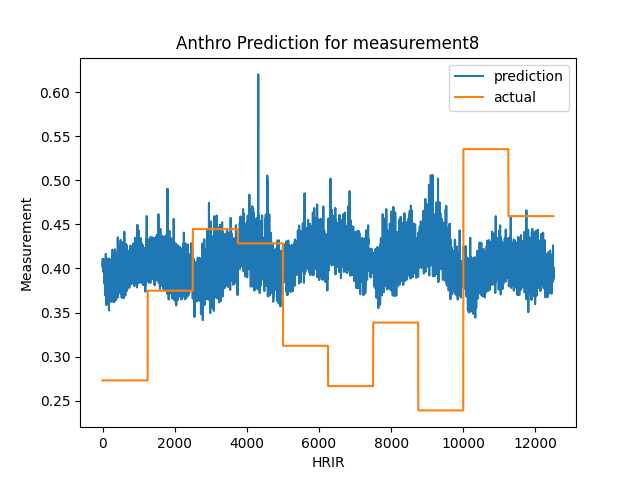 Anthro Prediction for measurement8
prediction
actual
0.60
0.55
0.50
0.45
0.40
0.35
0.30
0.25
Measurement
0 2000 4000 6000 8000 10000 12000
HRIR